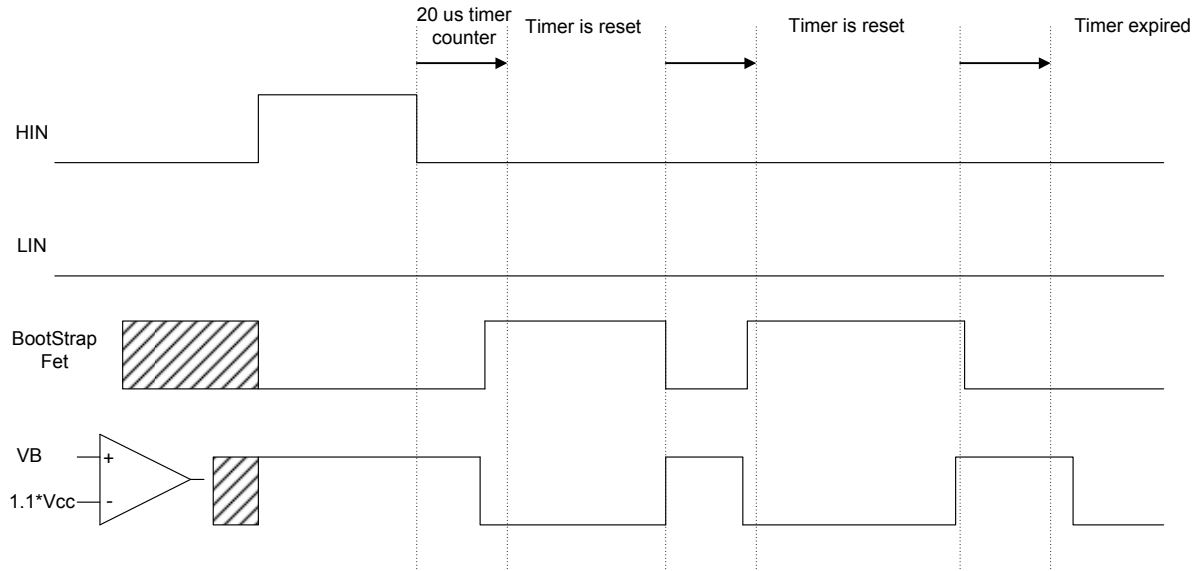 20 us timer
counter
Timer is reset
Timer is reset
Timer expired
HIN
LIN
BootStrap
Fet
VB
+
1.1*Vcc
-